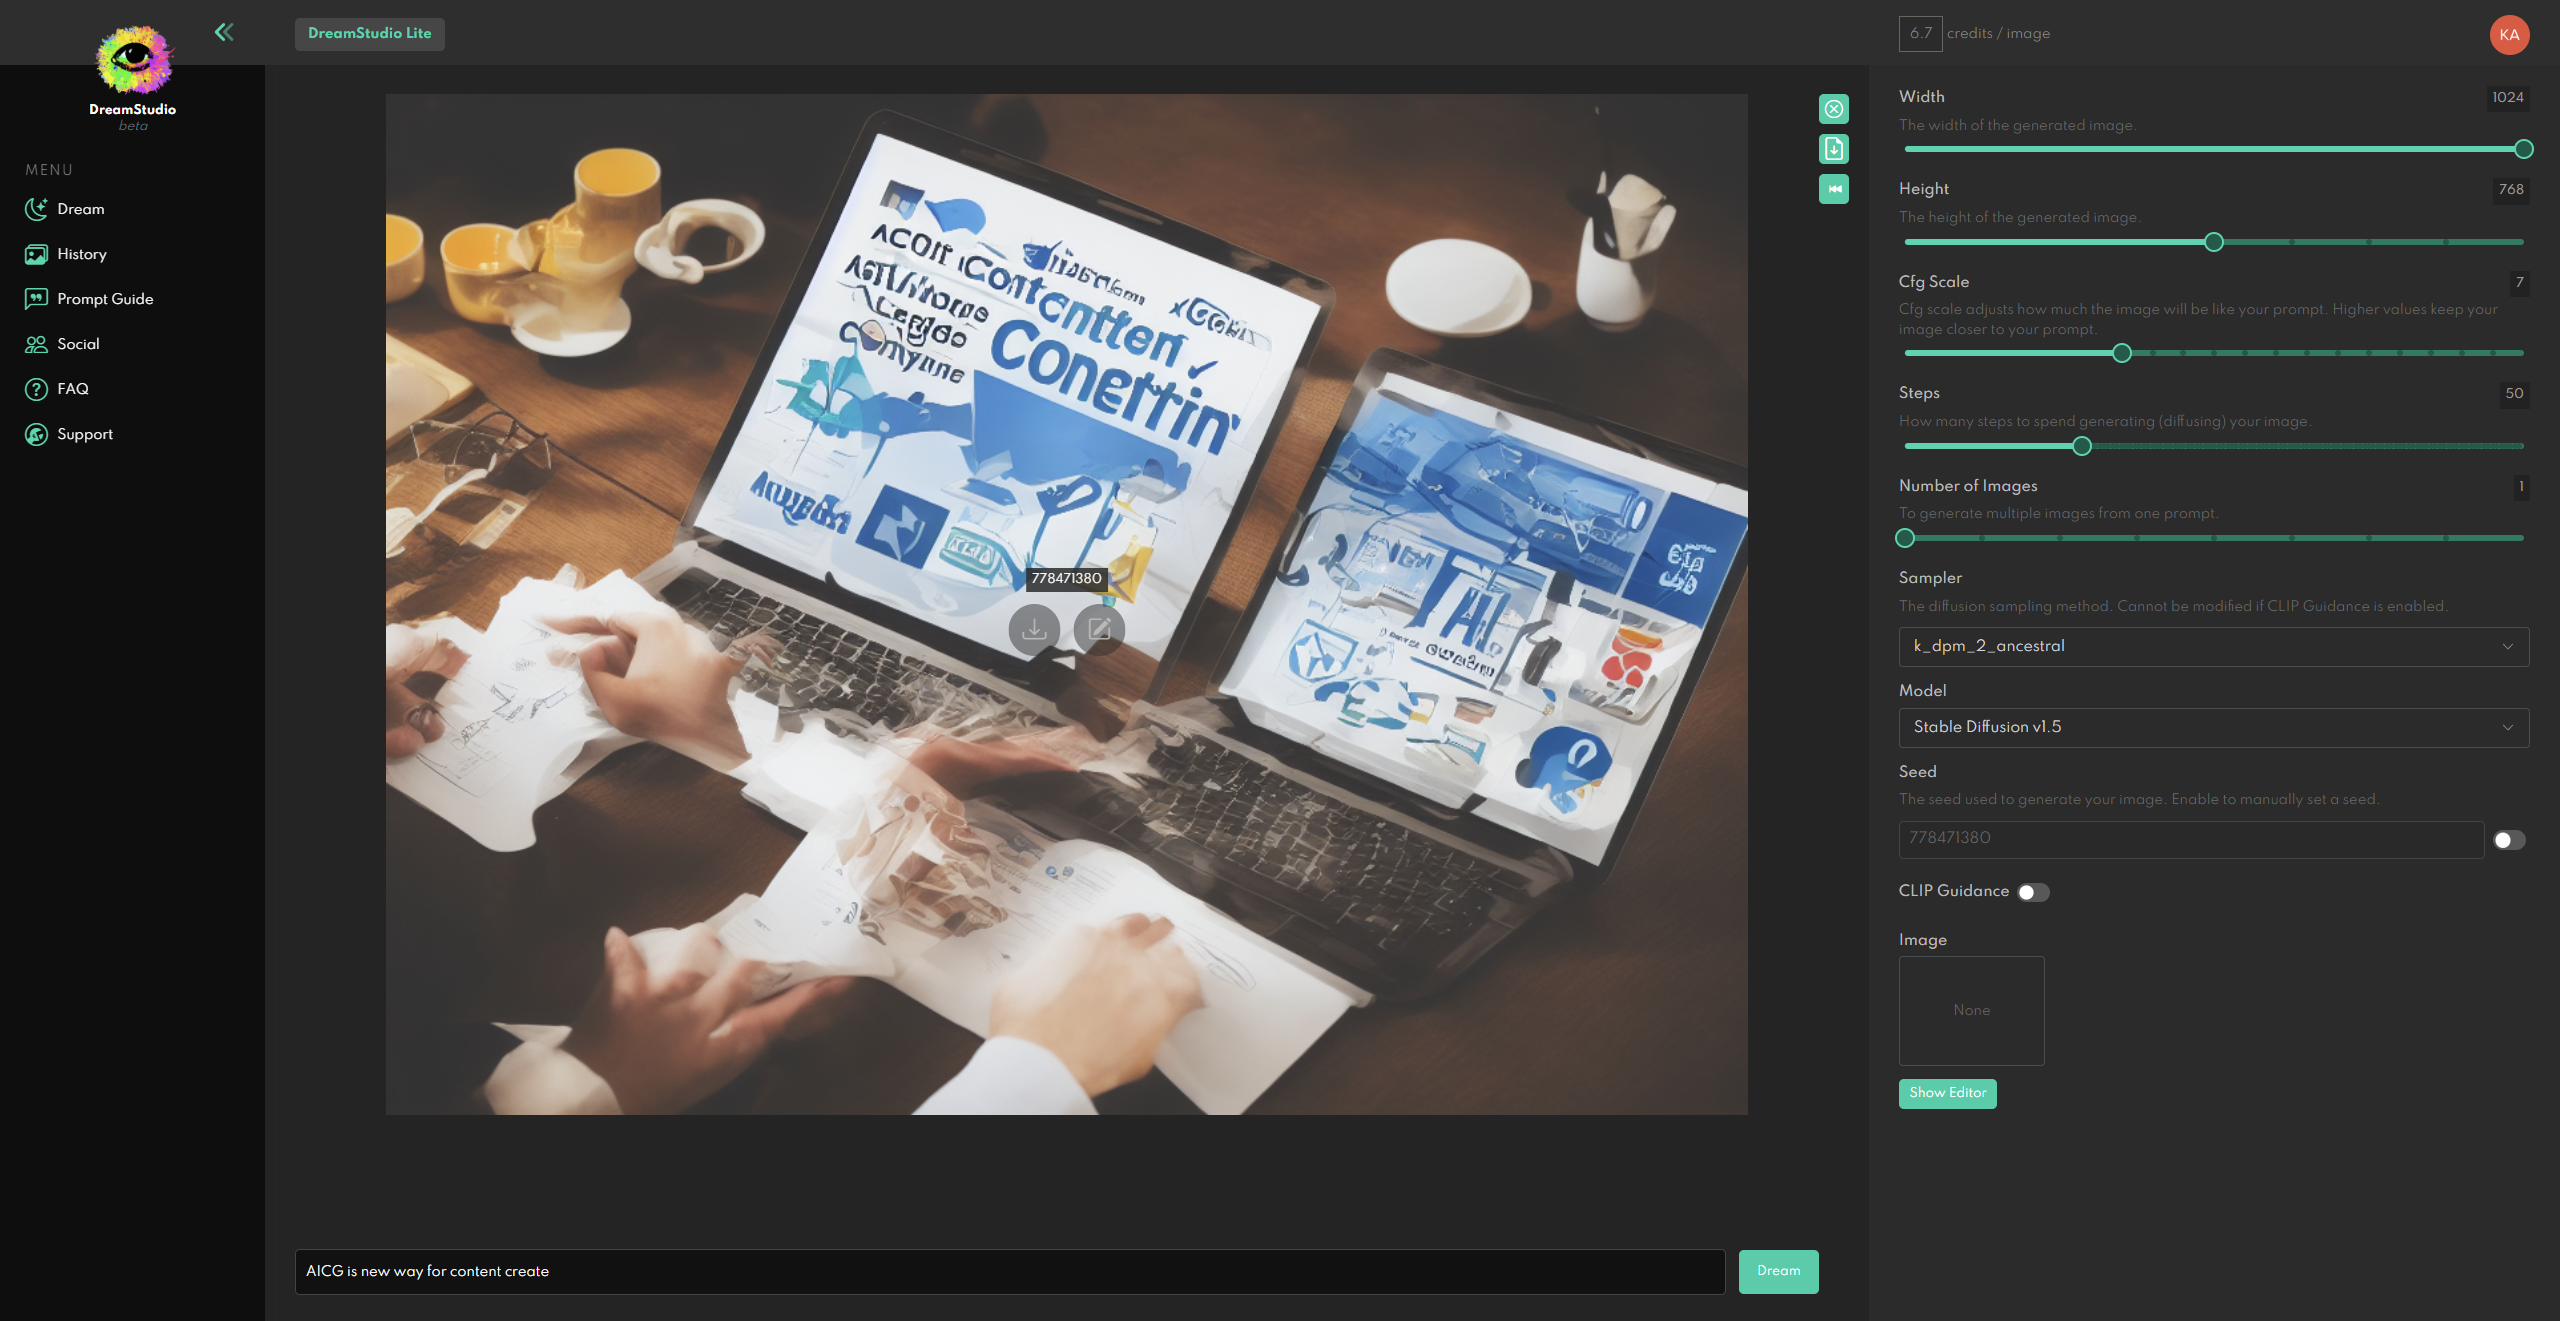 DreamStudio Lite
6.7 credits / image
KA
DreamStudio
beta
MENU
Dream
History
Prompt Guide
Social
FAQ
Support
Contcnttcn
Conettin
778471380
AICG is new way for content create
Dream
Width
1024
The width of the generated image.
Height
768
The height of the generated image.
Cfg Scale
7
Cfg scale adjusts how much the image will be like your prompt. Higher values keep your
image closer to your prompt.
Steps
50
How many steps to spend generating (diffusing) your image.
Number of Images
1
To generate multiple images from one prompt.
Sampler
The diffusion sampling method. Cannot be modified if CLIP Guidance is enabled.
k_dpm_2_ancestral
Model
Stable Diffusion v1.5
Seed
The seed used to generate your image. Enable to manually set a seed.
778471380
CLIP Guidance
Image
None
Show Editor